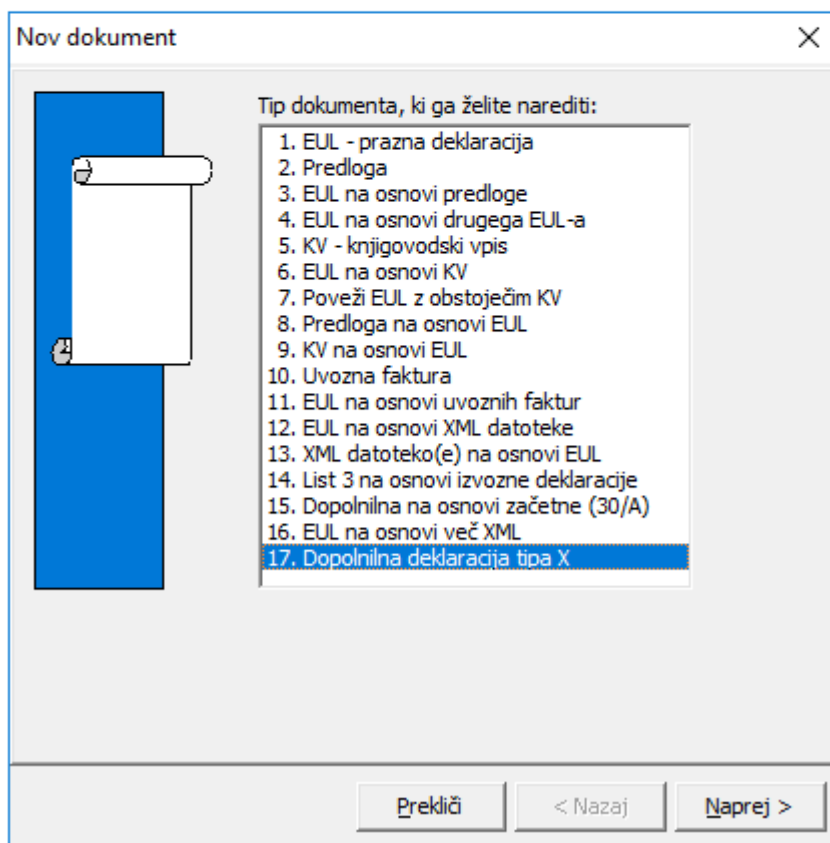 Nov dokument
Tip dokumenta, ki ga želite narediti:
1. EUL - prazna deklaracija
2. Predloga
3. EUL na osnovi predloge
4. EUL na osnovi drugega EUL-a
5. KV - knjigovodski vpis
6. EUL na osnovi KV
7. Poveži EUL z obstoječim KV
8. Predloga na osnovi EUL
9. KV na osnovi EUL
10. Uvozna faktura
11. EUL na osnovi uvoznih faktur
12. EUL na osnovi XML datoteke
13. XML datoteko(e) na osnovi EUL
14. List 3 na osnovi izvozne deklaracije
15. Dopolnilna na osnovi začetne (30/A)
16. EUL na osnovi več XML
17. Dopolnilna deklaracija tipa X
Prekliči < Nazaj Naprej >